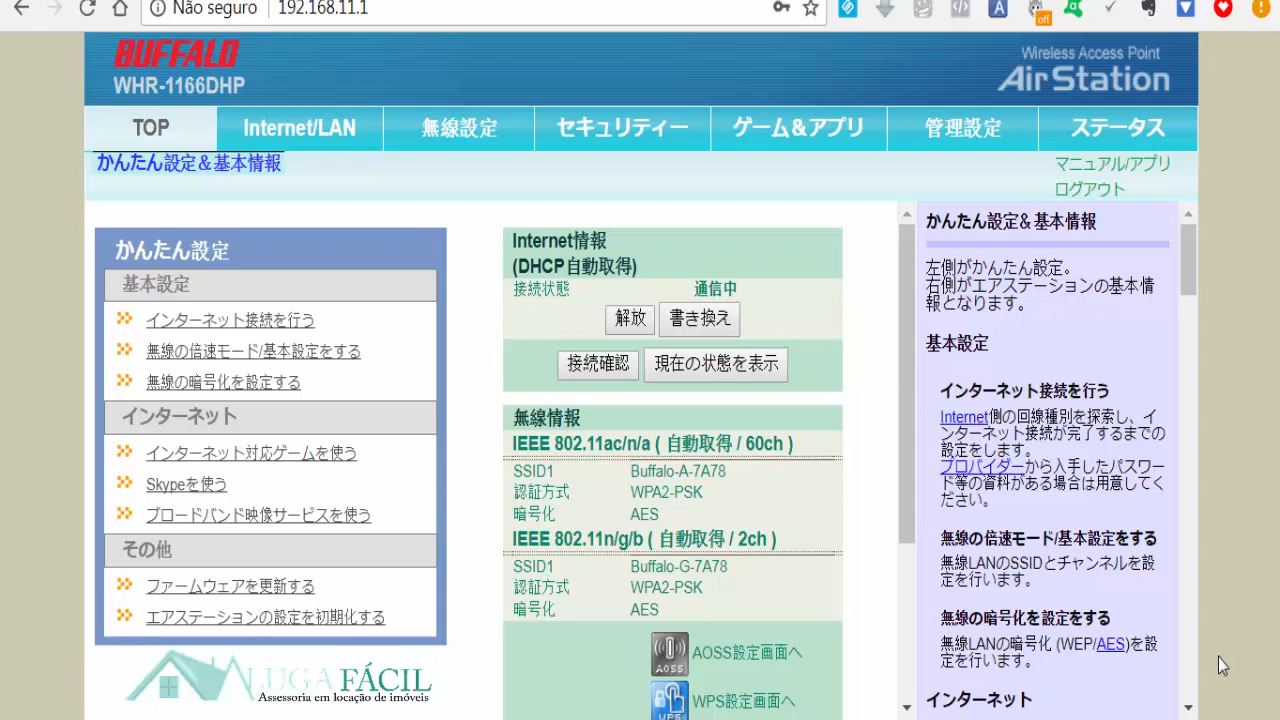 Não seguro
192.168.11.1
off
BUFFALO
WHR-1166DHP
Wireless Access Point
AirStation
TOP
Internet/LAN
無線設定
セキュリティー
ゲーム&アプリ
管理設定
ステータス
かんたん設定&基本情報
マニュアル/アプリ
ログアウト
かんたん設定
基本設定
インターネット接続を行う
無線の倍速モード/基本設定をする
無線の暗号化を設定する
インターネット
インターネット対応ゲームを使う
Skypeを使う
ブロードバンド映像サービスを使う
その他
ファームウェアを更新する
エアステーションの設定を初期化する
LUGA FÁCIL
Assessoria em locação de imóveis
Internet情報
(DHCP自動取得)
接続状態 通信中
解放 書き換え
接続確認 現在の状態を表示
無線情報
IEEE 802.11ac/n/a ( 自動取得 / 60ch )
SSID1 Buffalo-A-7A78
認証方式 WPA2-PSK
暗号化 AES
IEEE 802.11n/g/b ( 自動取得 / 2ch )
SSID1 Buffalo-G-7A78
認証方式 WPA2-PSK
暗号化 AES
AOSS
AOSS設定画面へ
WPS
WPS設定画面へ
かんたん設定&基本情報
左側がかんたん設定。
右側がエアステーションの基本情
報となります。
基本設定
インターネット接続を行う
Internet側の回線種別を探索し、イ
ンターネット接続が完了するまでの
設定をします。
プロバイダーから入手したパスワー
ド等の資料がある場合は用意してく
ださい。
無線の倍速モード/基本設定をする
無線LANのSSIDとチャンネルを設
定を行います。
無線の暗号化を設定をする
無線LANの暗号化 (WEP/AES)を設
定を行います。
インターネット